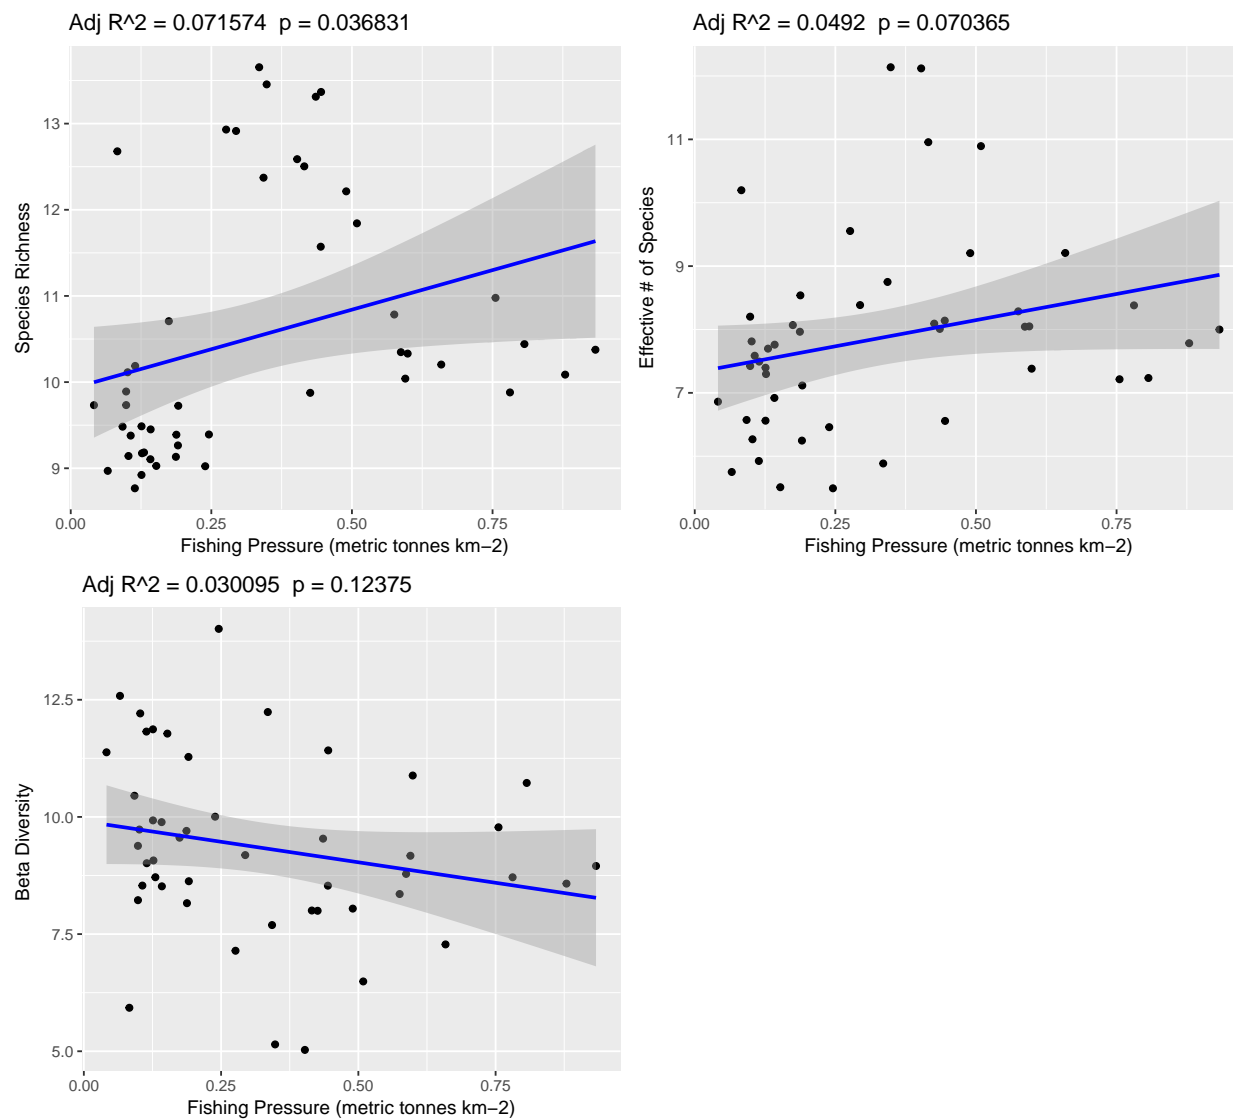 Adj R^2 = 0.071574 p = 0.036831
Species Richness
13
12
11
10
9
0.00 0.25 0.50 0.75
Fishing Pressure (metric tonnes km−2)
Adj R^2 = 0.0492 p = 0.070365
Effective # of Species
11
9
7
0.00 0.25 0.50 0.75
Fishing Pressure (metric tonnes km−2)
Adj R^2 = 0.030095 p = 0.12375
Beta Diversity
12.5
10.0
7.5
5.0
0.00 0.25 0.50 0.75
Fishing Pressure (metric tonnes km−2)